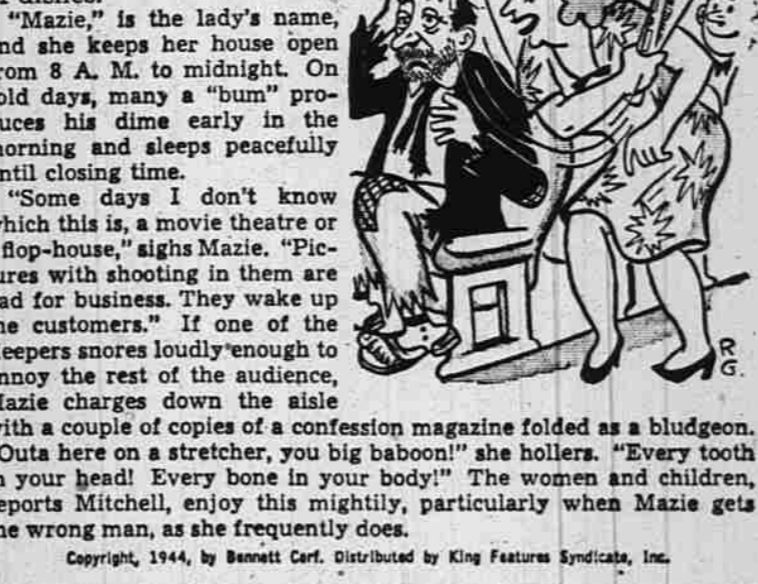 "Mazie," is the lady's name,
nd she keeps her house open
rom 8 A. M. to midnight. On
old days, many a "bum" pro-
uces his dime early in the
orning and sleeps peacefully
ntil closing time.
"Some days I don't know
hich this is, a movie theatre or
flop-house," sighs Mazie. "Pic-
ures with shooting in them are
ad for business. They wake up
he customers." If one of the
leepers snores loudly enough to
nnoy the rest of the audience,
Mazie charges down the aisle
ith a couple of copies of a confession magazine folded as a bludgeon.
Outa here on a stretcher, you big baboon!" she hollers. "Every tooth
n your head! Every bone in your body!" The women and children,
eports Mitchell, enjoy this mightily, particularly when Mazie gets
he wrong man, as she frequently does.
R
G.
Copyright, 1944, by Bennett Cerf. Distributed by King Features Syndicate, Inc.